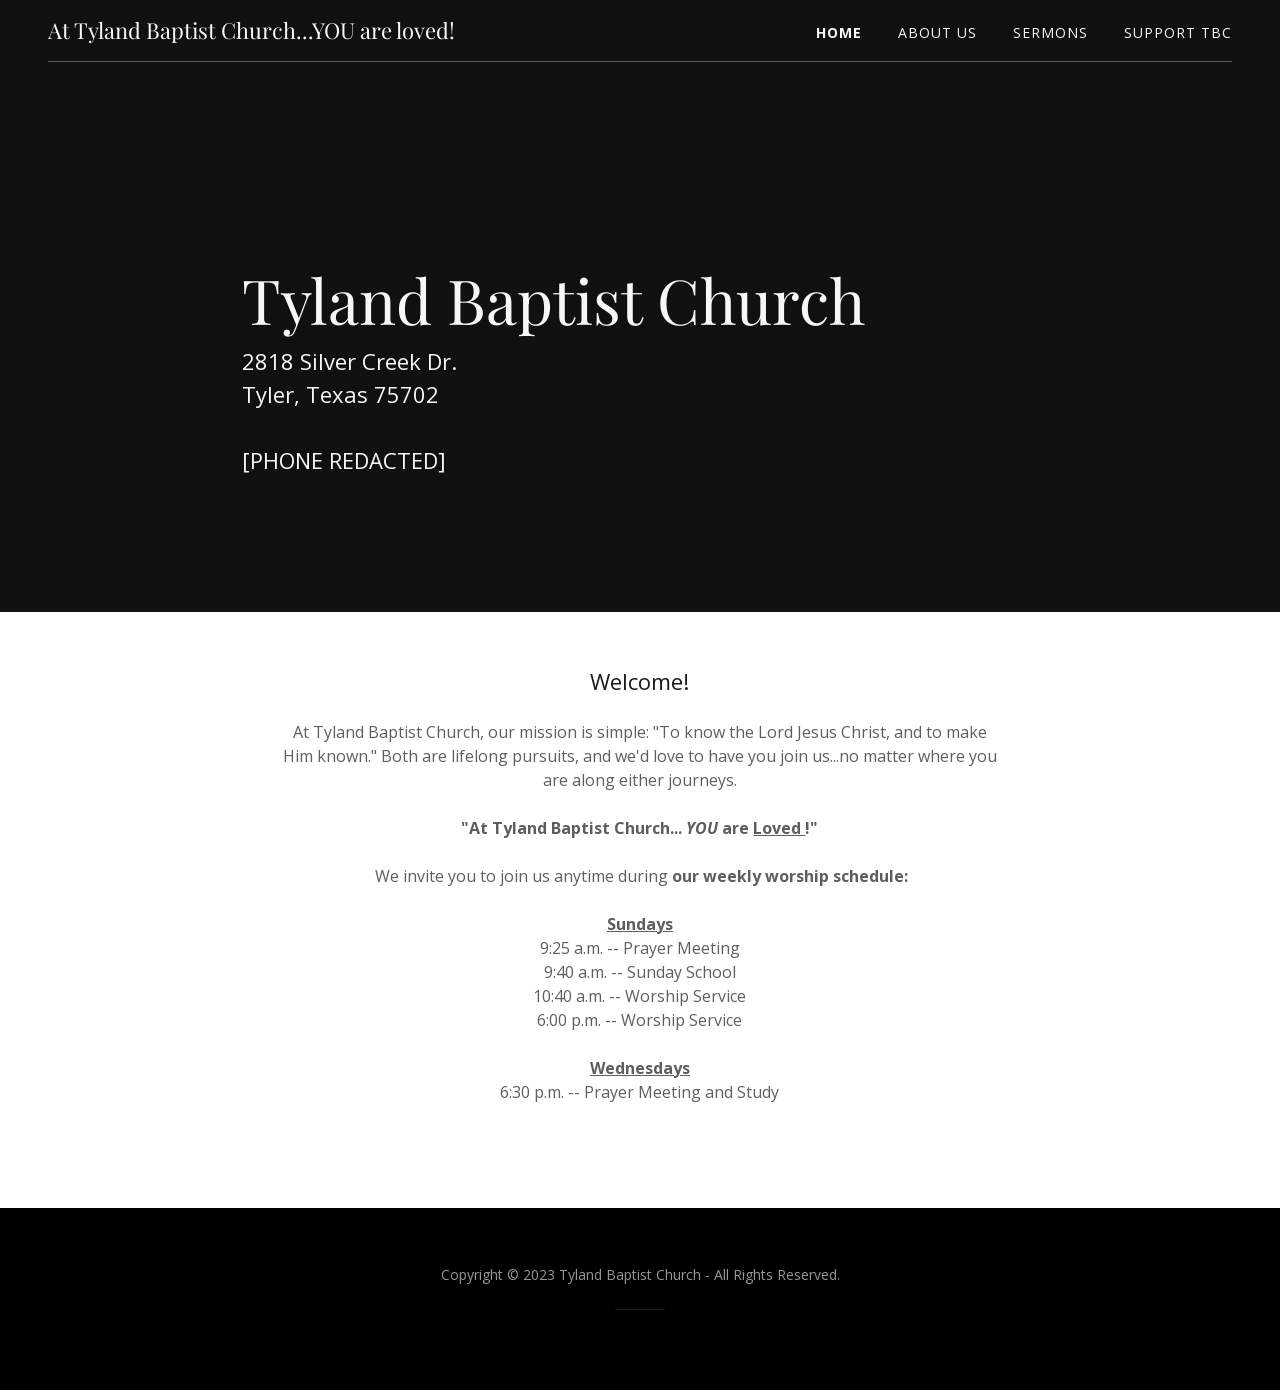 At Tyland Baptist Church...YOU are loved!
HOME
ABOUT US
SERMONS
SUPPORT TBC
Tyland Baptist Church
2818 Silver Creek Dr.
Tyler, Texas 75702
[PHONE REDACTED]
Welcome!
At Tyland Baptist Church, our mission is simple: "To know the Lord Jesus Christ, and to make
Him known." Both are lifelong pursuits, and we'd love to have you join us...no matter where you
are along either journeys.
"At Tyland Baptist Church... YOU are Loved !"
We invite you to join us anytime during our weekly worship schedule:
Sundays
9:25 a.m. -- Prayer Meeting
9:40 a.m. -- Sunday School
10:40 a.m. -- Worship Service
6:00 p.m. -- Worship Service
Wednesdays
6:30 p.m. -- Prayer Meeting and Study
Copyright © 2023 Tyland Baptist Church - All Rights Reserved.